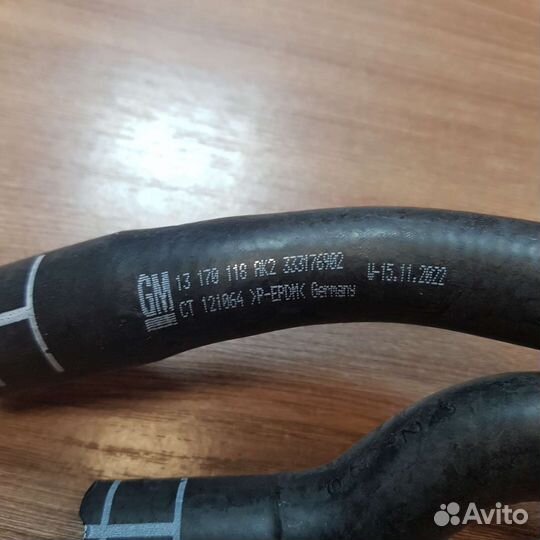 GM
13 170 118 AK2 333176902
CT 121064 >P-EPDM< Germany
W-15.11.2022
Avito